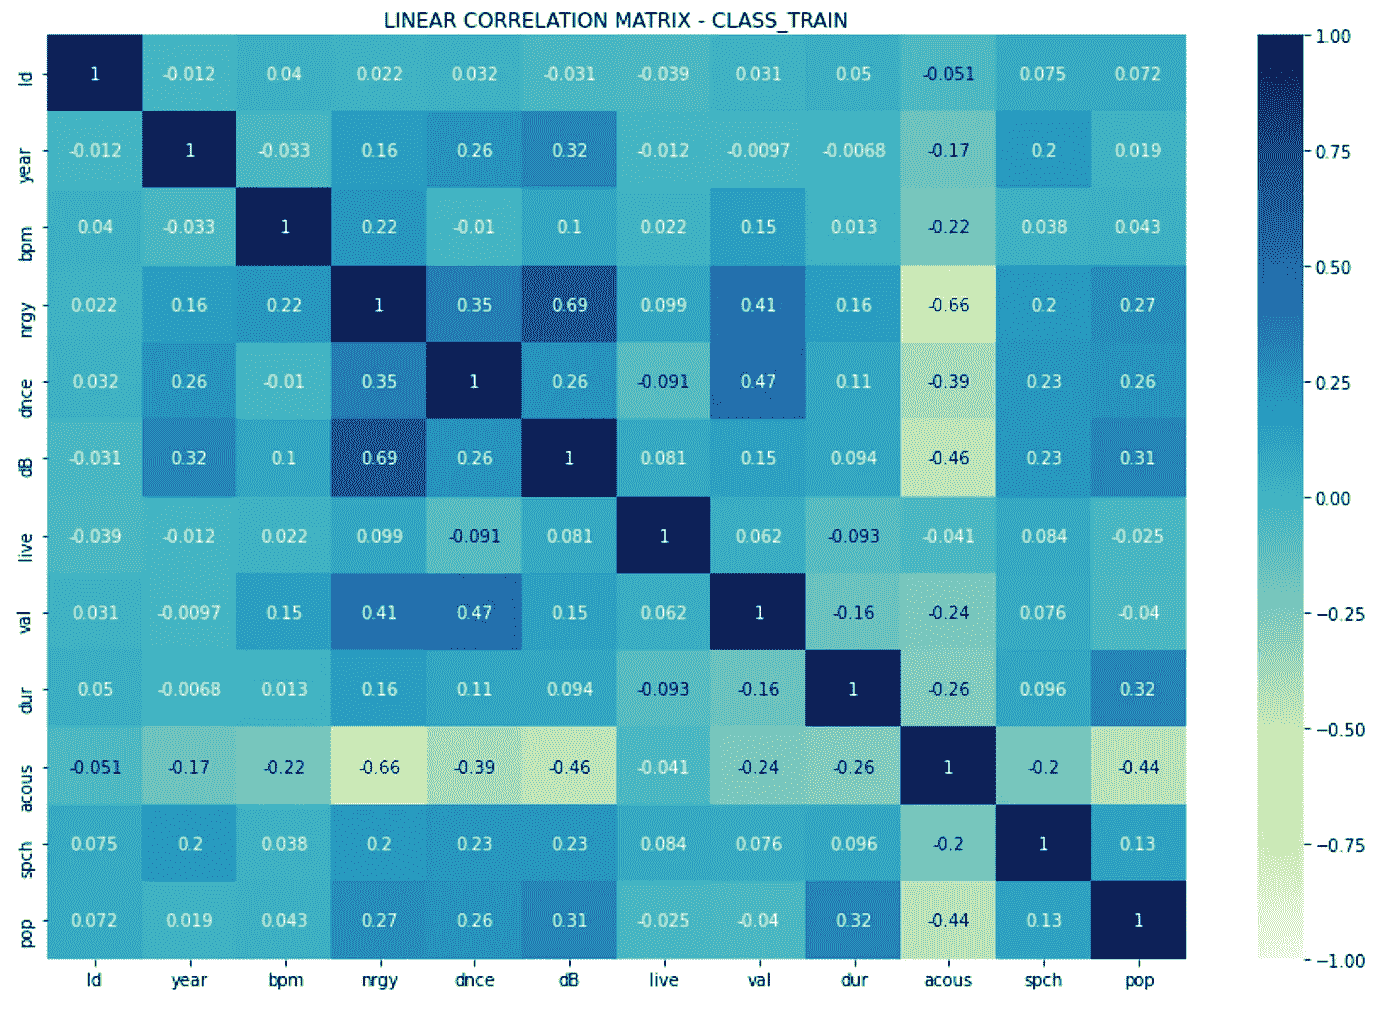 LINEAR CORRELATION MATRIX - CLASS_TRAIN
Id 1 -0.012 0.04 0.022 0.032 -0.031 -0.039 0.031 0.05 -0.051 0.075 0.072
year -0.012 1 -0.033 0.16 0.26 0.32 -0.012 -0.0097 -0.0068 -0.17 0.2 0.019
bpm 0.04 -0.033 1 0.22 -0.01 0.1 0.022 0.15 0.013 -0.22 0.038 0.043
nrgy 0.022 0.16 0.22 1 0.35 0.69 0.099 0.41 0.16 -0.66 0.2 0.27
dnce 0.032 0.26 -0.01 0.35 1 0.26 -0.091 0.47 0.11 -0.39 0.23 0.26
dB -0.031 0.32 0.1 0.69 0.26 1 0.081 0.15 0.094 -0.46 0.23 0.31
live -0.039 -0.012 0.022 0.099 -0.091 0.081 1 0.062 -0.093 -0.041 0.084 -0.025
val 0.031 -0.0097 0.15 0.41 0.47 0.15 0.062 1 -0.16 -0.24 0.076 -0.04
dur 0.05 -0.0068 0.013 0.16 0.11 0.094 -0.093 -0.16 1 -0.26 0.096 0.32
acous -0.051 -0.17 -0.22 -0.66 -0.39 -0.46 -0.041 -0.24 -0.26 1 -0.2 -0.44
spch 0.075 0.2 0.038 0.2 0.23 0.23 0.084 0.076 0.096 -0.2 1 0.13
pop 0.072 0.019 0.043 0.27 0.26 0.31 -0.025 -0.04 0.32 -0.44 0.13 1
Id year bpm nrgy dnce dB live val dur acous spch pop
1.00
0.75
0.50
0.25
0.00
−0.25
−0.50
−0.75
−1.00